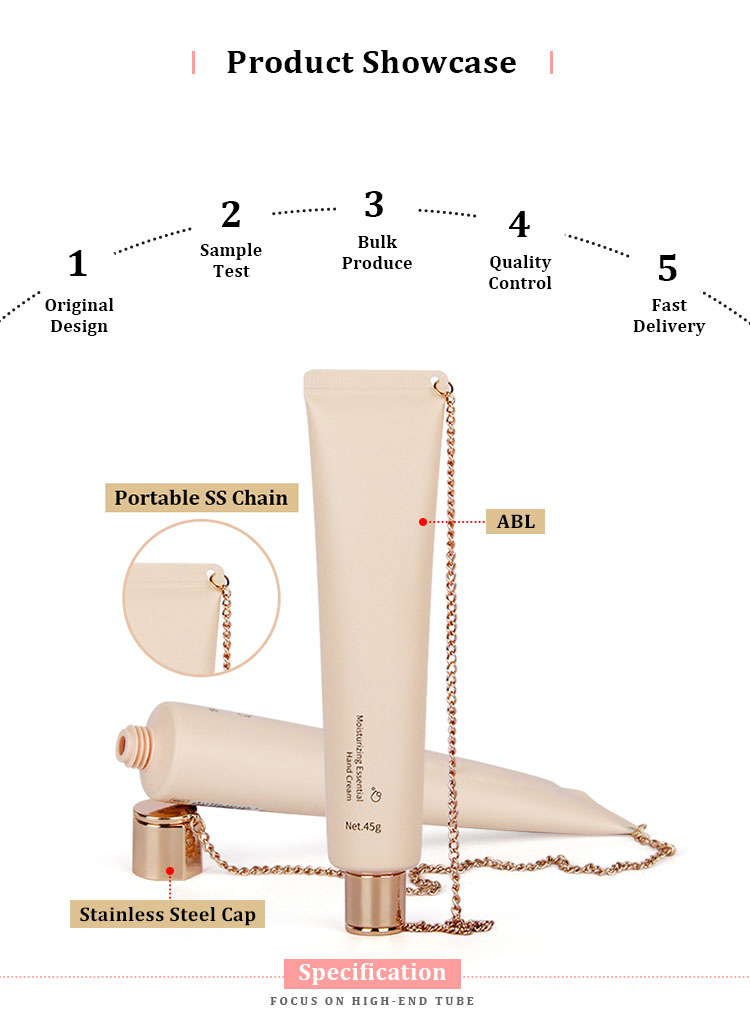 Product Showcase
1
Original
Design
2
Sample
Test
3
Bulk
Produce
4
Quality
Control
5
Fast
Delivery
Portable SS Chain
ABL
Moisturizing Essential
Hand Cream
Net.45g
Stainless Steel Cap
Specification
FOCUS ON HIGH-END TUBE